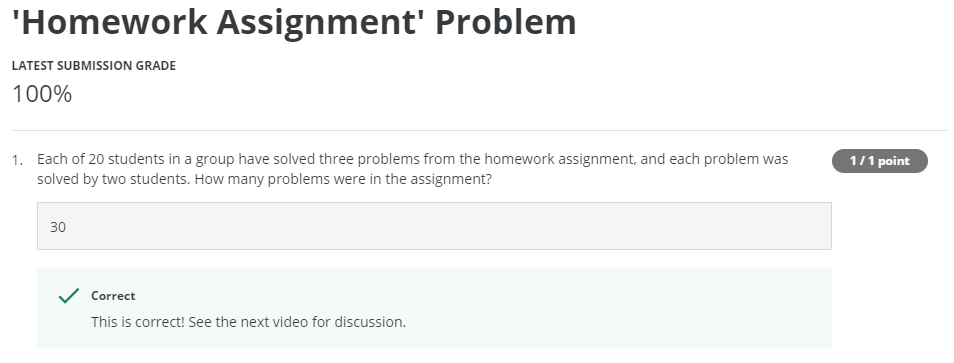 'Homework Assignment' Problem
LATEST SUBMISSION GRADE
100%
1. Each of 20 students in a group have solved three problems from the homework assignment, and each problem was
1 / 1 point
solved by two students. How many problems were in the assignment?
30
Correct
This is correct! See the next video for discussion.